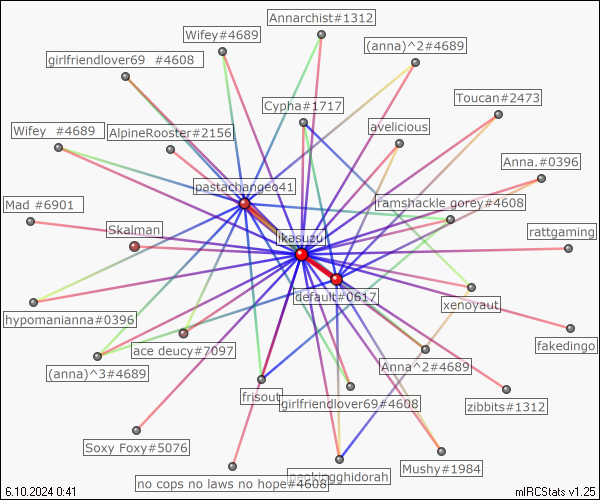 Annarchist#1312
Wifey#4689
(anna)^2#4689
girlfriendlover69 #4608
Toucan#2473
Cypha#1717
Wifey #4689
AlpineRooster#2156
avelicious
Anna.#0396
pastachangeo41
ramshackle gorey#4608
Mad #6901
Skalman
rattgaming
ikasuzu
default#0617
xenoyaut
hypomanianna#0396
fakedingo
ace deucy#7097
(anna)^3#4689
Anna^2#4689
frisout
girlfriendlover69#4608
zibbits#1312
Soxy Foxy#5076
Mushy#1984
neokingghidorah
no cops no laws no hope#4608
6.10.2024 0:41
mIRCStats v1.25